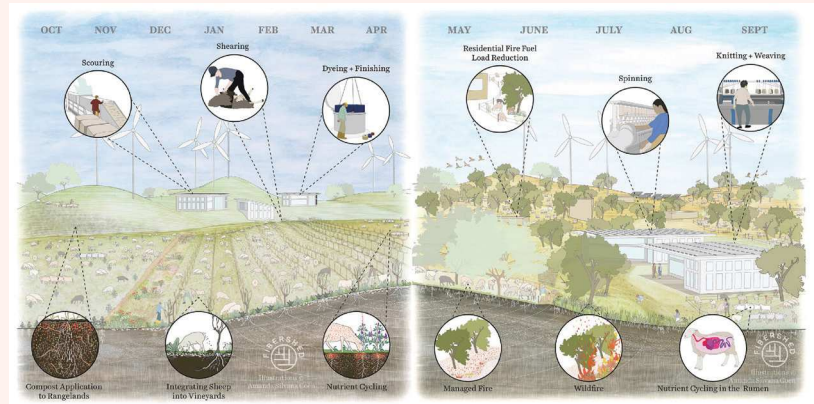 OCT NOV DEC JAN FEB MAR APR
MAY JUNE JULY AUG SEPT
Shearing
Scouring
Dyeing + Finishing
Residential Fire Fuel
Load Reduction
Spinning
Knitting + Weaving
Compost Application
to Rangelands
Integrating Sheep
into Vineyards
Nutrient Cycling
FIBERSHED
Managed Fire
Wildfire
Nutrient Cycling in the Rumen
FIBERSHED